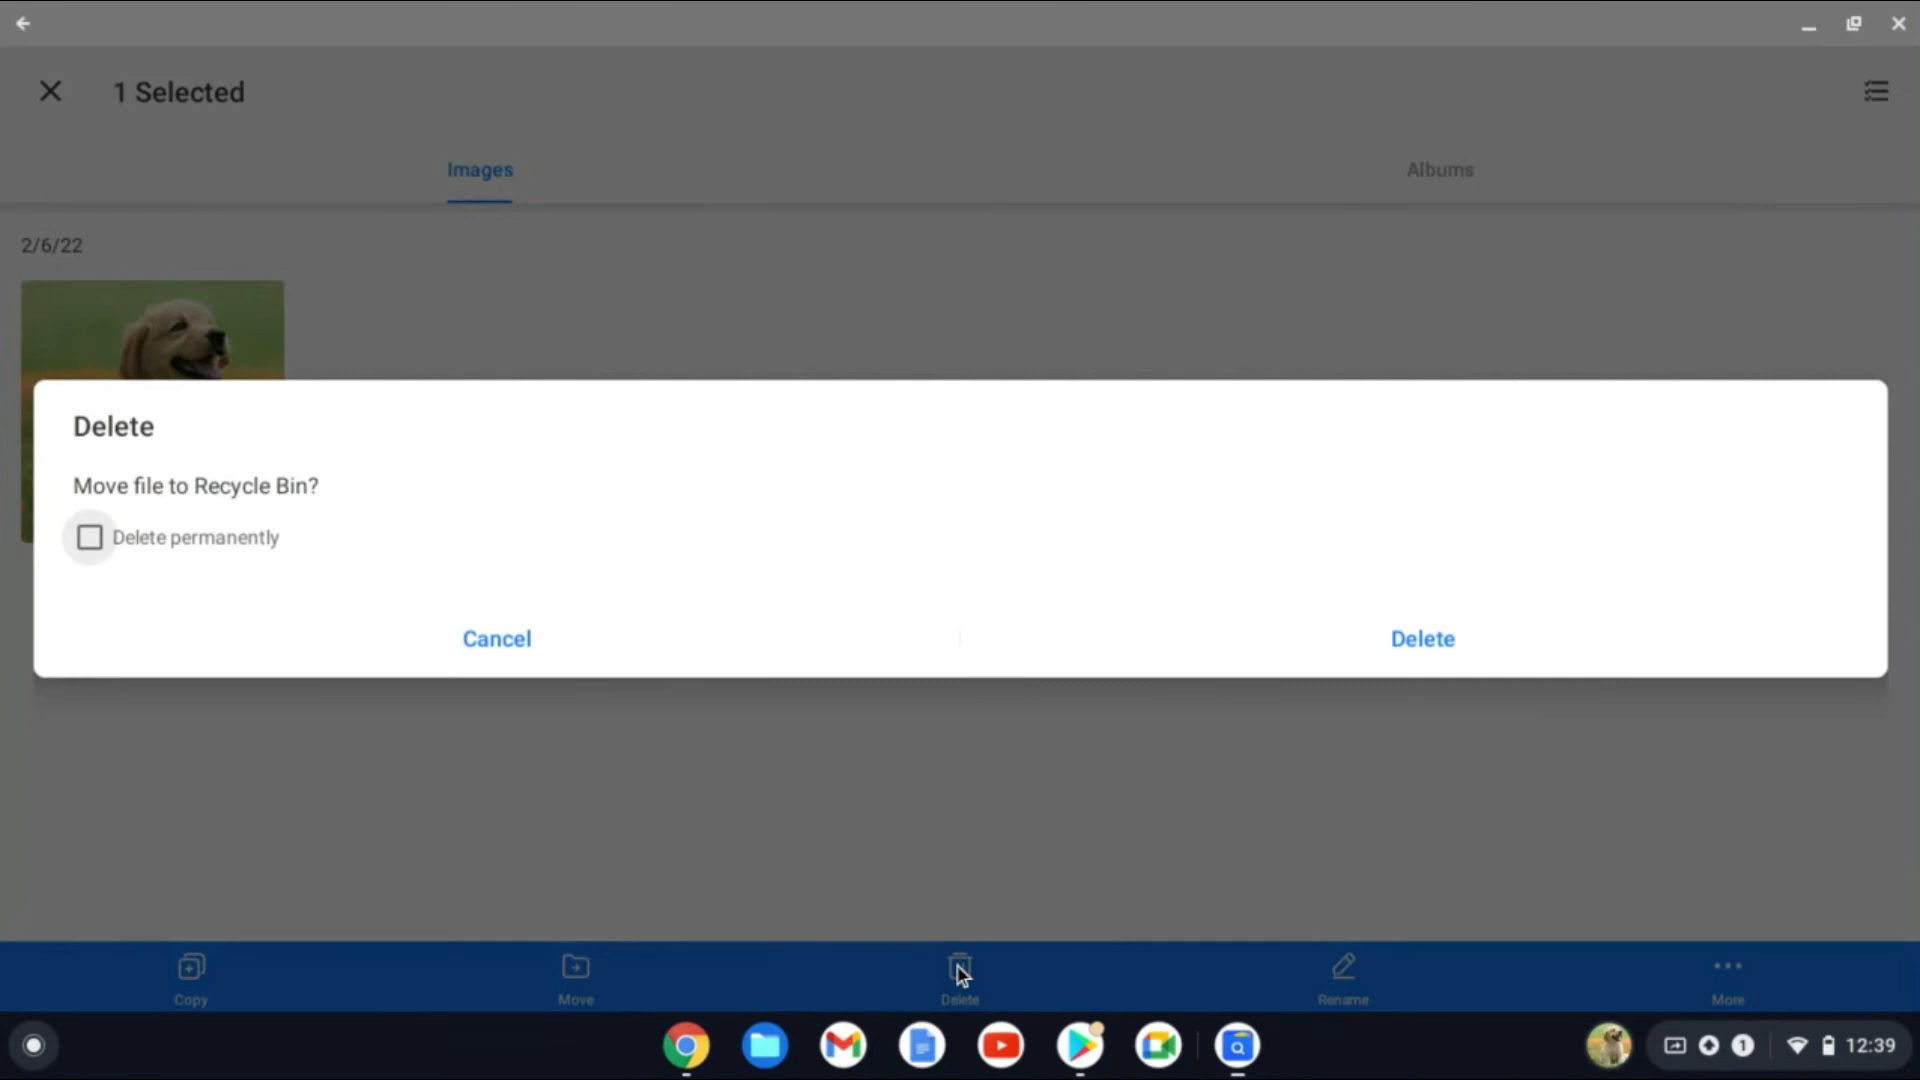 1 Selected
Images
Albums
2/6/22
Delete
Move file to Recycle Bin?
Delete permanently
Cancel
Delete
Copy
Move
Delete
Rename
More
1
12:39